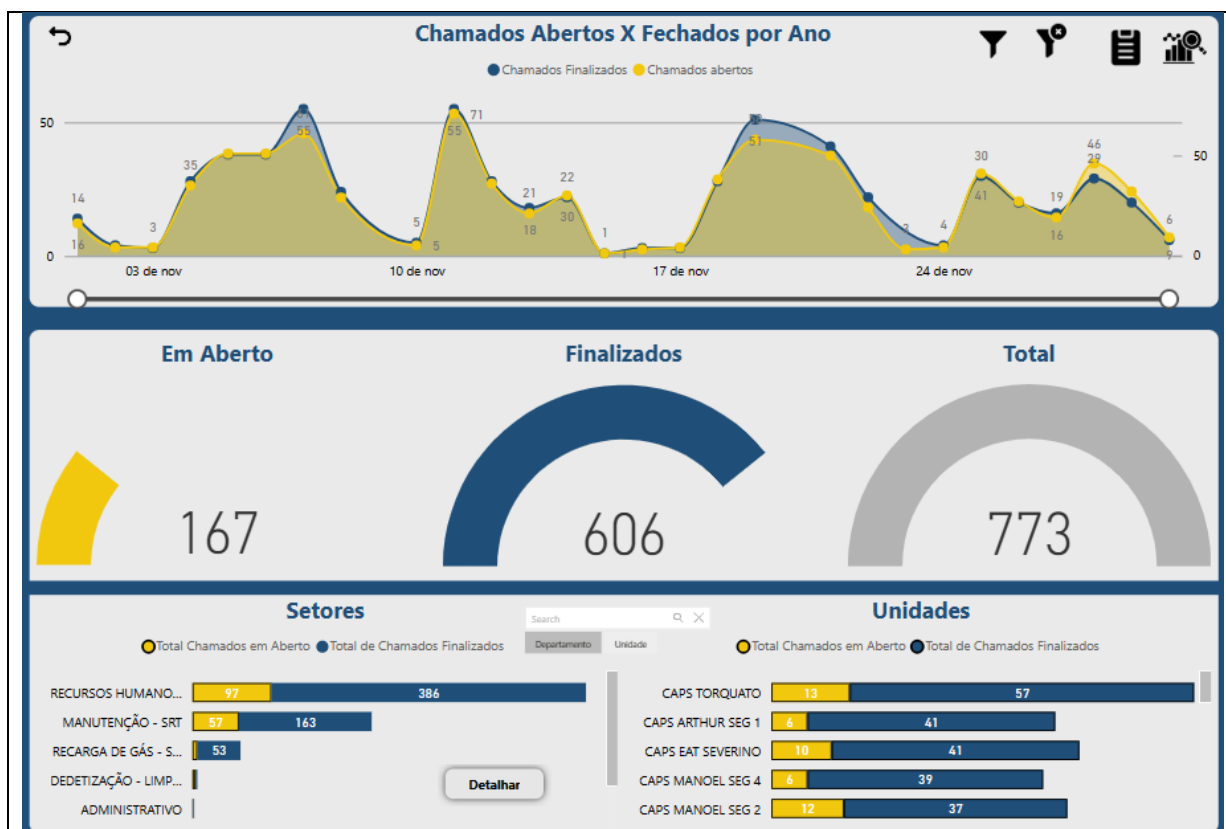 Chamados Abertos X Fechados por Ano
Chamados Finalizados Chamados abertos
50
0
50
0
14
16
3
35
55
5
5
55
71
21
18
22
30
1
1
51
3
4
30
41
19
16
46
29
6
9
03 de nov 10 de nov 17 de nov 24 de nov
Em Aberto
167
Finalizados
606
Total
773
Setores
Total Chamados em Aberto Total de Chamados Finalizados
RECURSOS HUMANO... 97 386
MANUTENÇÃO - SRT 57 163
RECARGA DE GÁS - S... 53
DEDETIZAÇÃO - LIMP...
ADMINISTRATIVO
Detalhar
Search
Departamento Unidade
Unidades
Total Chamados em Aberto Total de Chamados Finalizados
CAPS TORQUATO 13 57
CAPS ARTHUR SEG 1 6 41
CAPS EAT SEVERINO 10 41
CAPS MANOEL SEG 4 6 39
CAPS MANOEL SEG 2 12 37